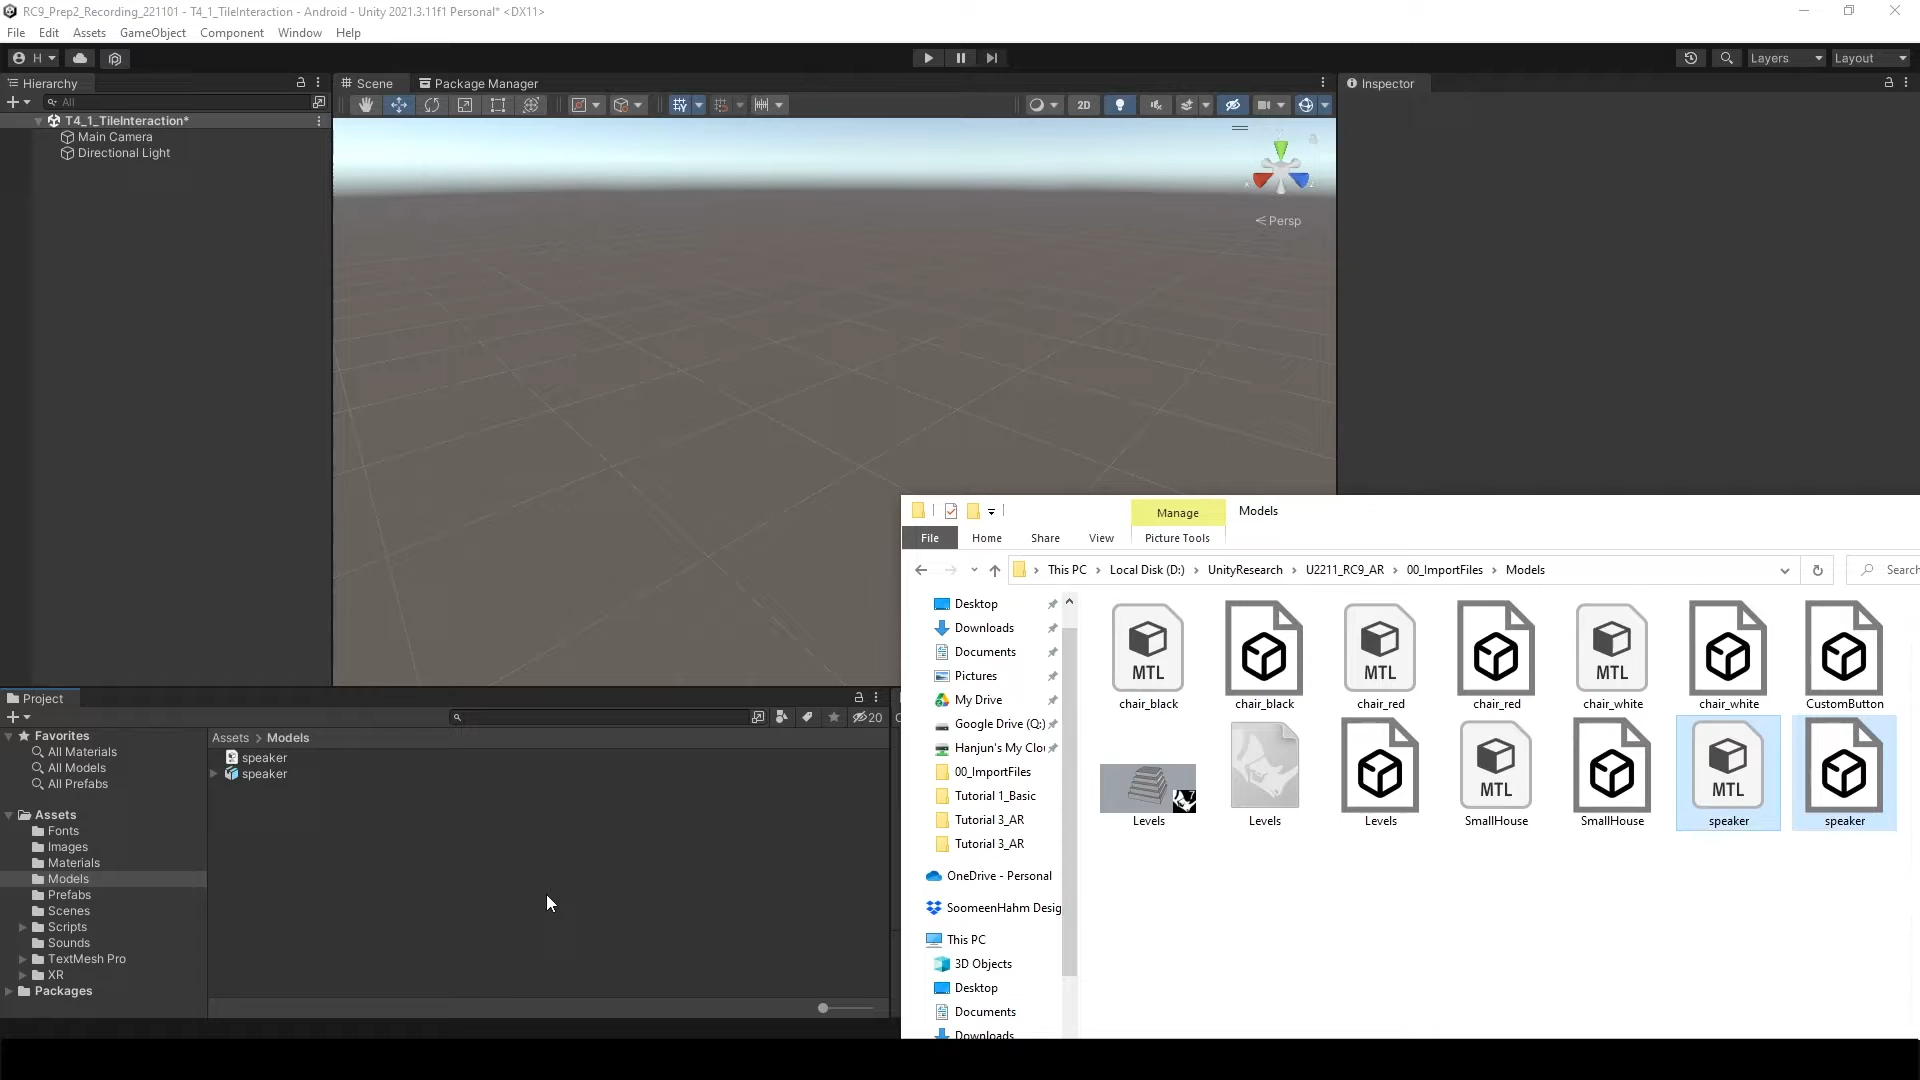 RC9_Prep2_Recording_221101 - T4_1_TileInteraction - Android - Unity 2021.3.11f1 Personal* <DX11>
File Edit Assets GameObject Component Window Help
H Layers Layout
Hierarchy Scene Package Manager Inspector
All 2D
T4_1_TileInteraction*
Main Camera
Directional Light
Persp
Project
20
Favorites
All Materials
All Models
All Prefabs
Assets
Fonts
Images
Materials
Models
Prefabs
Scenes
Scripts
Sounds
TextMesh Pro
XR
Packages
Assets > Models
speaker
speaker
Manage Models
File Home Share View Picture Tools
This PC > Local Disk (D:) > UnityResearch > U2211_RC9_AR > 00_ImportFiles > Models
Search
Desktop
Downloads
Documents
Pictures
My Drive
Google Drive (Q:)
Hanjun's My Clo
00_ImportFiles
Tutorial 1_Basic
Tutorial 3_AR
Tutorial 3_AR
OneDrive - Personal
SoomeenHahm Desig
This PC
3D Objects
Desktop
Documents
Downloads
MTL MTL MTL
chair_black chair_black chair_red chair_red chair_white chair_white CustomButton
MTL MTL
Levels Levels Levels SmallHouse SmallHouse speaker speaker